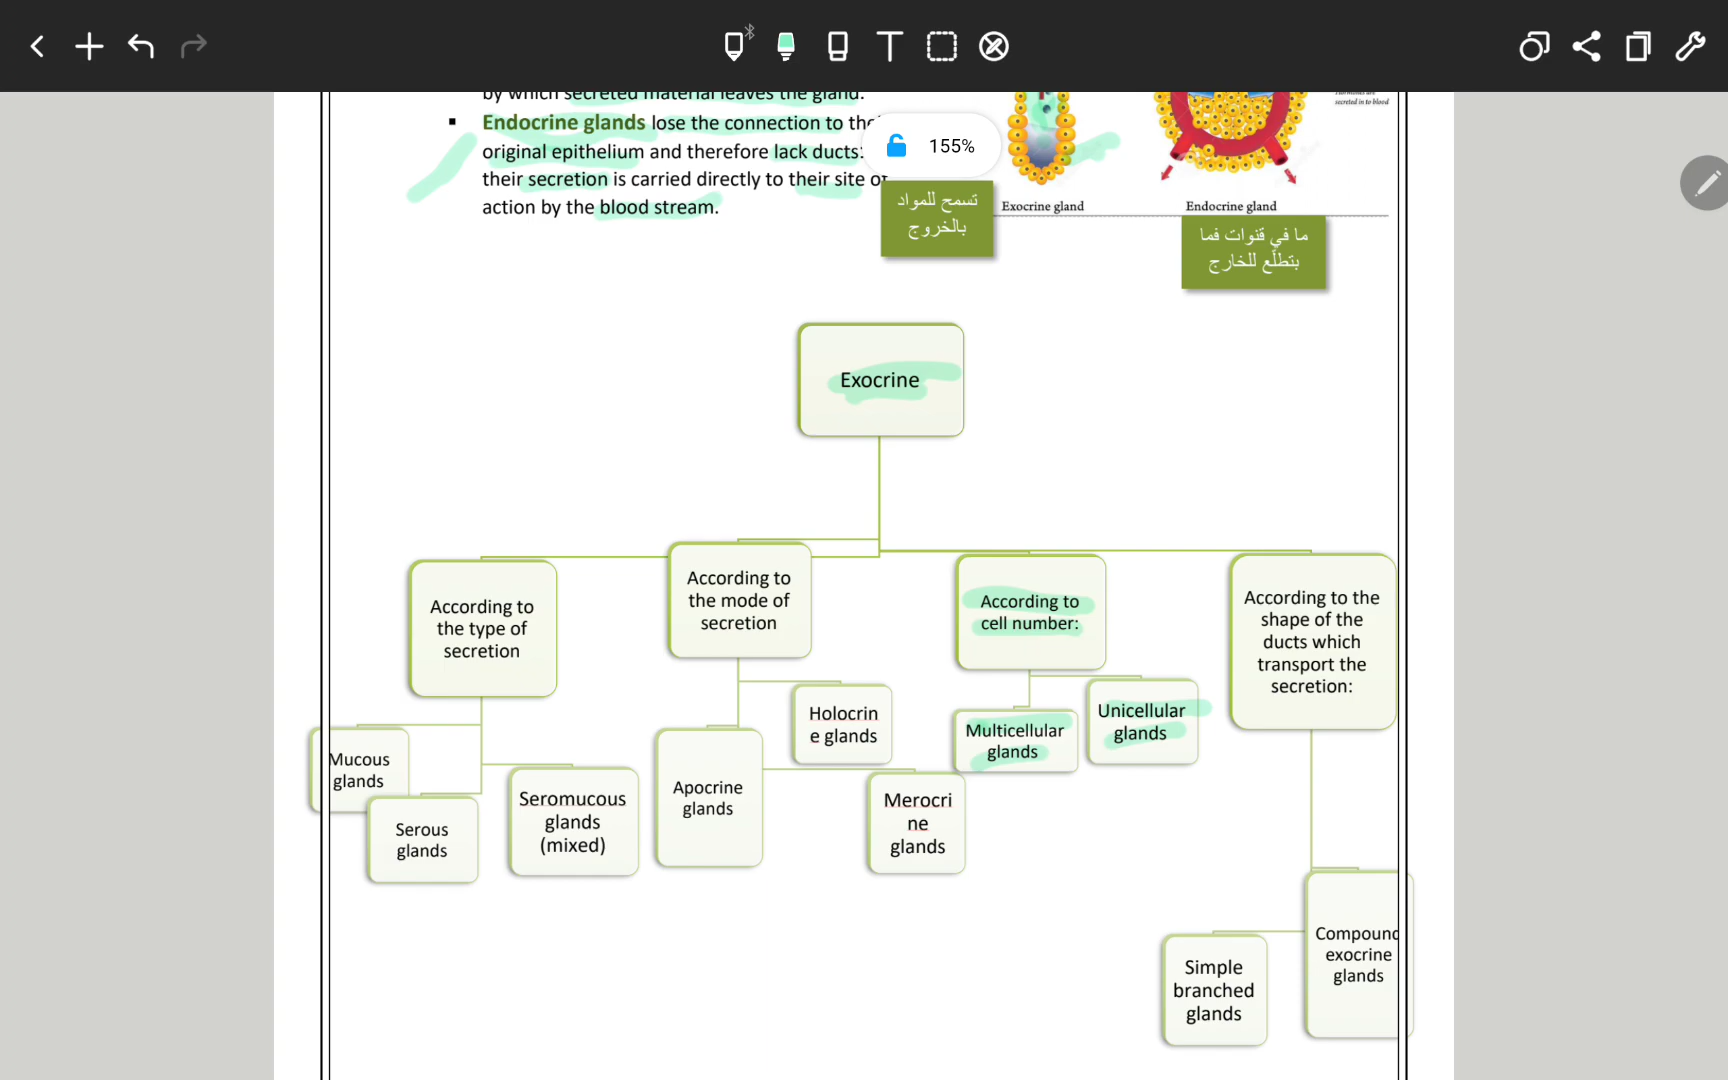 155%
by which secreted material leaves the gland.
▪ Endocrine glands lose the connection to
original epithelium and therefore lack ducts:
their secretion is carried directly to their site of
action by the blood stream.
secreted in to blood
Exocrine gland
Endocrine gland
تسمح للمواد
بالخروج
ما في قنوات فما
بتطلّع للخارج
Exocrine
According to
the type of
secretion
According to
the mode of
secretion
According to
cell number:
According to the
shape of the
ducts which
transport the
secretion:
Mucous
glands
Serous
glands
Seromucous
glands
(mixed)
Apocrine
glands
Holocrin
e glands
Merocri
ne
glands
Multicellular
glands
Unicellular
glands
Simple
branched
glands
Compound
exocrine
glands